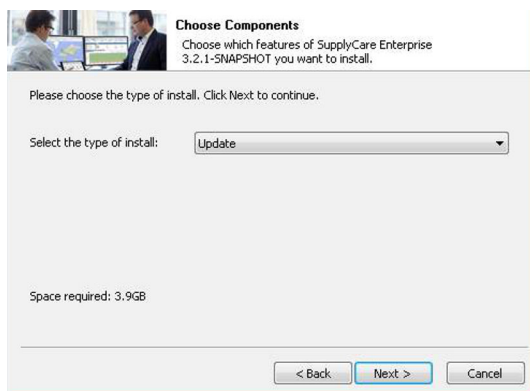 Choose Components
Choose which features of SupplyCare Enterprise
3.2.1-SNAPSHOT you want to install.
Please choose the type of install. Click Next to continue.
Select the type of install:
Update
Space required: 3.9GB
< Back
Next >
Cancel